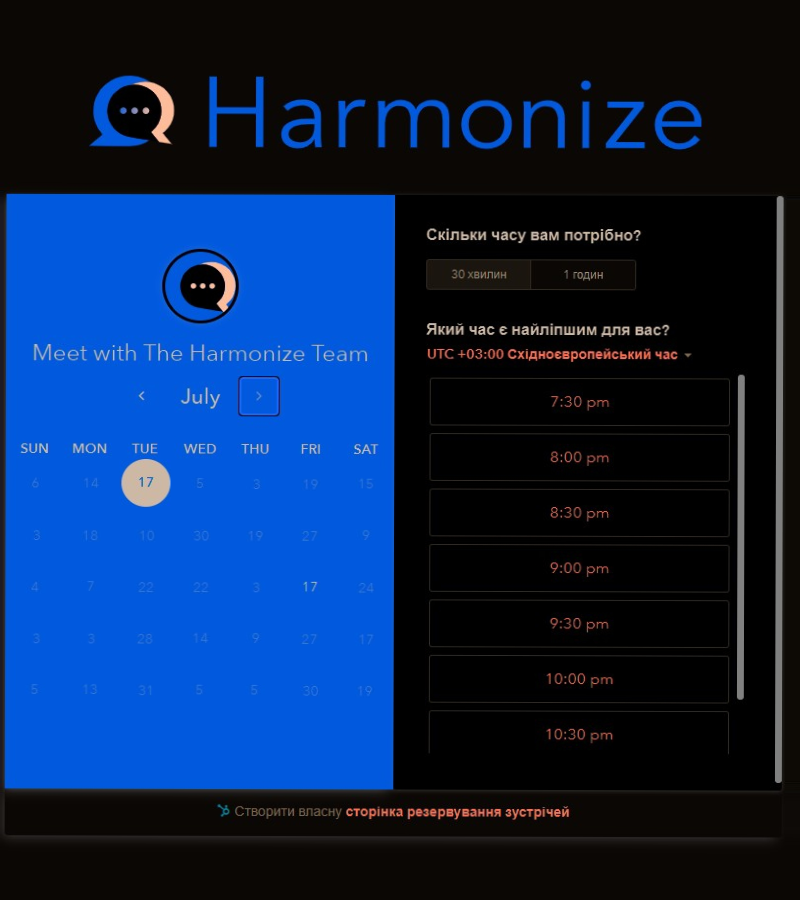 Harmonize
Meet with The Harmonize Team
July
SUN MON TUE WED THU FRI SAT
6 14 17 5 3 19 15
3 18 10 30 19 27 9
4 7 22 22 3 17 24
3 3 28 14 9 27 17
5 13 31 5 5 30 19
Скільки часу вам потрібно?
30 хвилин 1 годин
Який час є найліпшим для вас?
UTC +03:00 Східноєвропейський час
7:30 pm
8:00 pm
8:30 pm
9:00 pm
9:30 pm
10:00 pm
10:30 pm
Створити власну сторінка резервування зустрічей